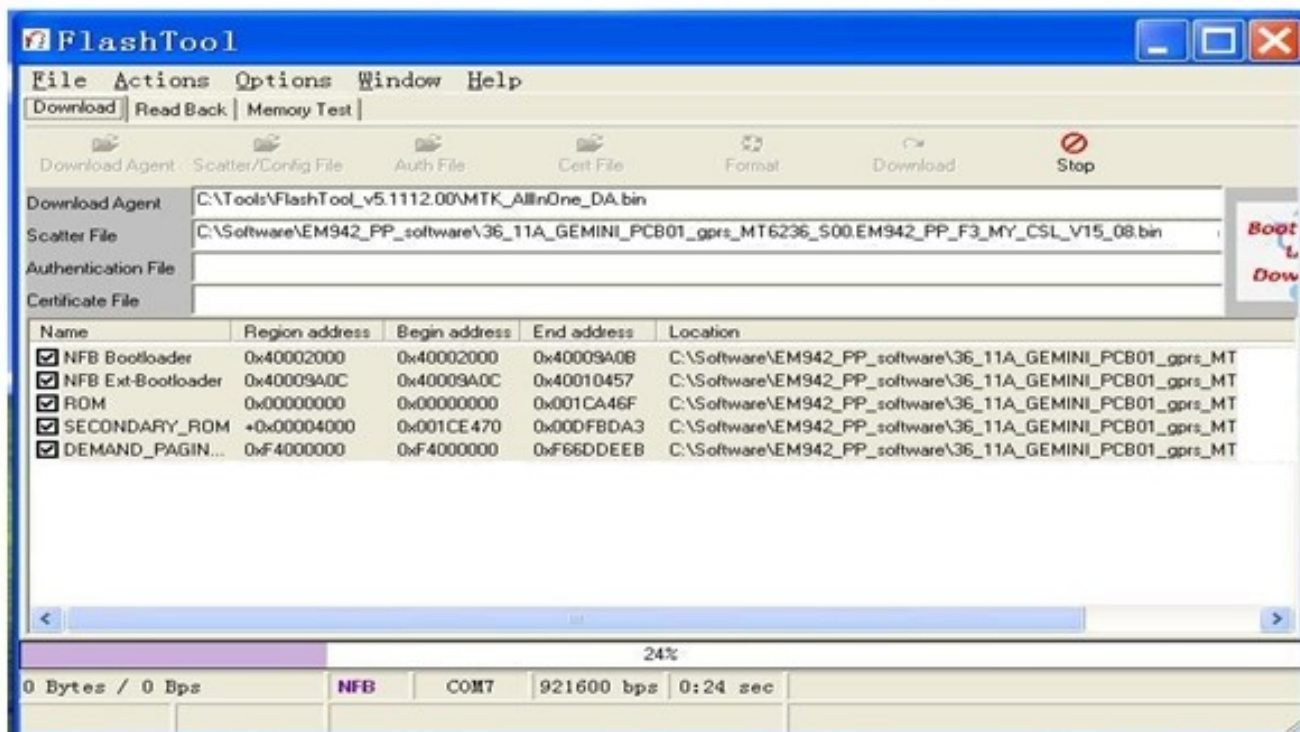 FlashTool
File Actions Options Window Help
Download Read Back Memory Test
Download Agent Scatter/Config File Auth File Cert File Format Download Stop
Download Agent C:\Tools\FlashTool_v5.1112.00\MTK_AllInOne_DA.bin
Scatter File C:\Software\EM942_PP_software\36_11A_GEMINI_PCB01_gprs_MT6236_S00.EM942_PP_F3_MY_CSL_V15_08.bin
Authentication File
Certificate File
Boot
Dow
Name Region address Begin address End address Location
NFB Bootloader 0x40002000 0x40002000 0x40009A0B C:\Software\EM942_PP_software\36_11A_GEMINI_PCB01_gprs_MT
NFB Ext-Bootloader 0x40009A0C 0x40009A0C 0x40010457 C:\Software\EM942_PP_software\36_11A_GEMINI_PCB01_gprs_MT
ROM 0x00000000 0x00000000 0x001CA46F C:\Software\EM942_PP_software\36_11A_GEMINI_PCB01_gprs_MT
SECONDARY_ROM +0x00004000 0x001CE470 0x00DFBDA3 C:\Software\EM942_PP_software\36_11A_GEMINI_PCB01_gprs_MT
DEMAND_PAGIN... 0xF4000000 0xF4000000 0xF66DDEEB C:\Software\EM942_PP_software\36_11A_GEMINI_PCB01_gprs_MT
24%
0 Bytes / 0 Bps NFB COM7 921600 bps 0:24 sec